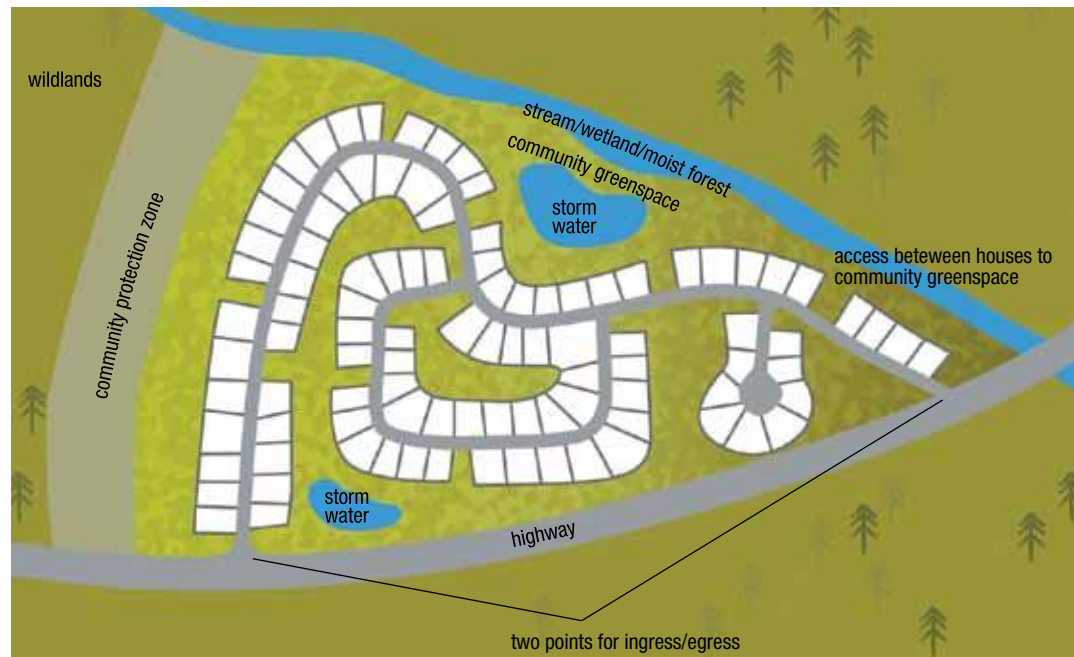 wildlands
stream/wetland/moist forest
community greenspace
storm
water
community protection zone
access beteween houses to
community greenspace
storm
water
highway
two points for ingress/egress